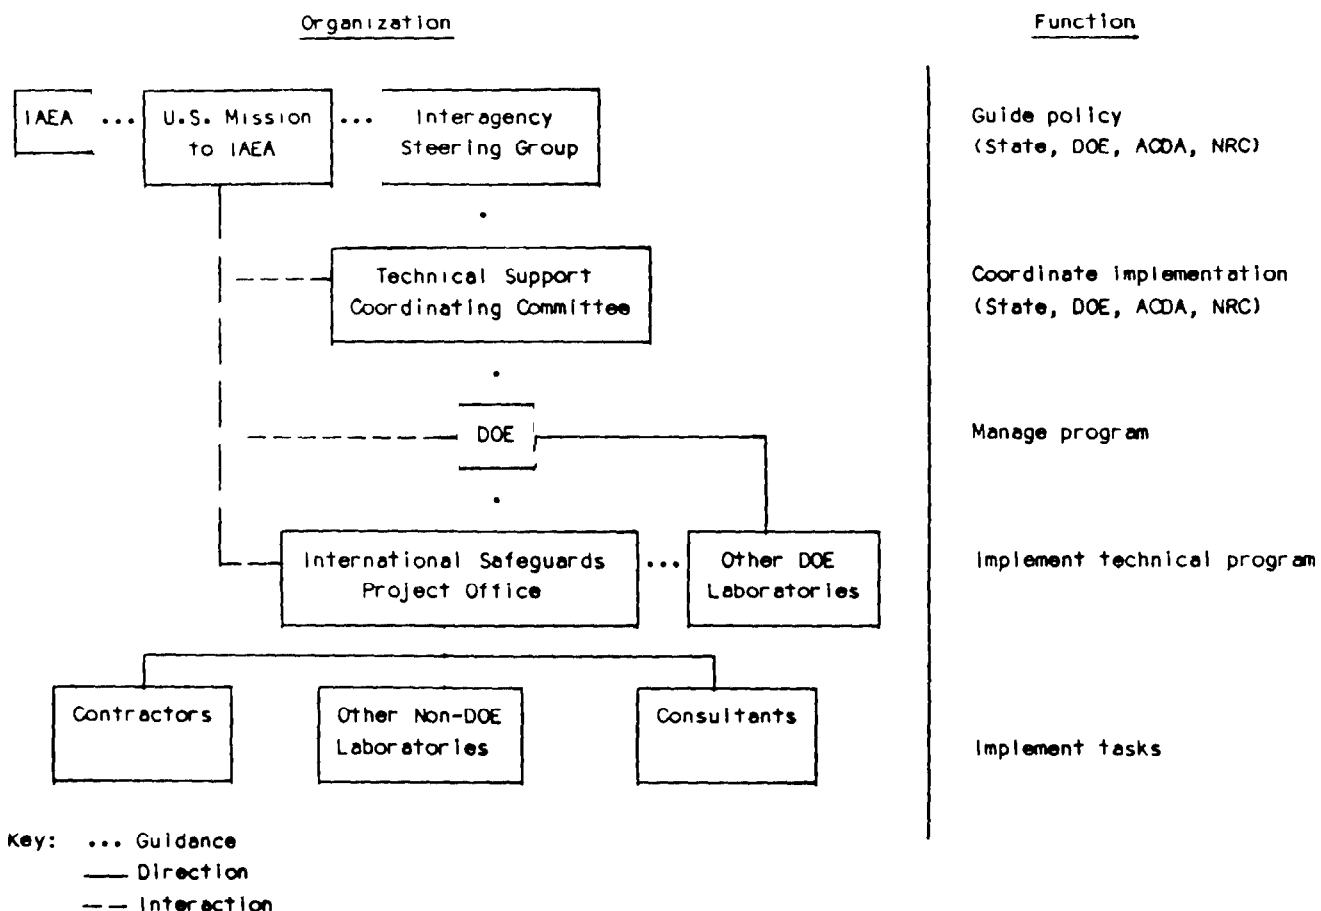 Organization
Function
IAEA ... U.S. Mission ... Interagency
to IAEA Steering Group
Guide policy
(State, DOE, ACDA, NRC)
Technical Support
Coordinating Committee
Coordinate implementation
(State, DOE, ACDA, NRC)
DOE
Manage program
International Safeguards ... Other DOE
Project Office Laboratories
Implement technical program
Contractors
Other Non-DOE
Laboratories
Consultants
Implement tasks
Key: ... Guidance
—— Direction
—— Interaction